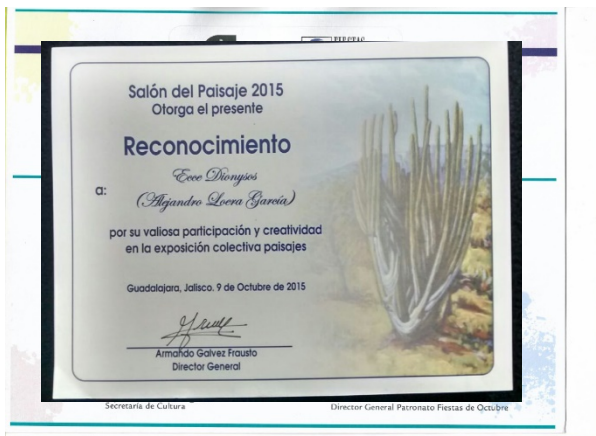 FIESTAS
Salón del Paisaje 2015
Otorga el presente
Reconocimiento
Ecce Dionysos
a:
(Alejandro Loera García)
por su valiosa participación y creatividad
en la exposición colectiva paisajes
Guadalajara, Jalisco. 9 de Octubre de 2015
Armando Galvez Frausto
Director General
Secretaría de Cultura
Director General Patronato Fiestas de Octubre